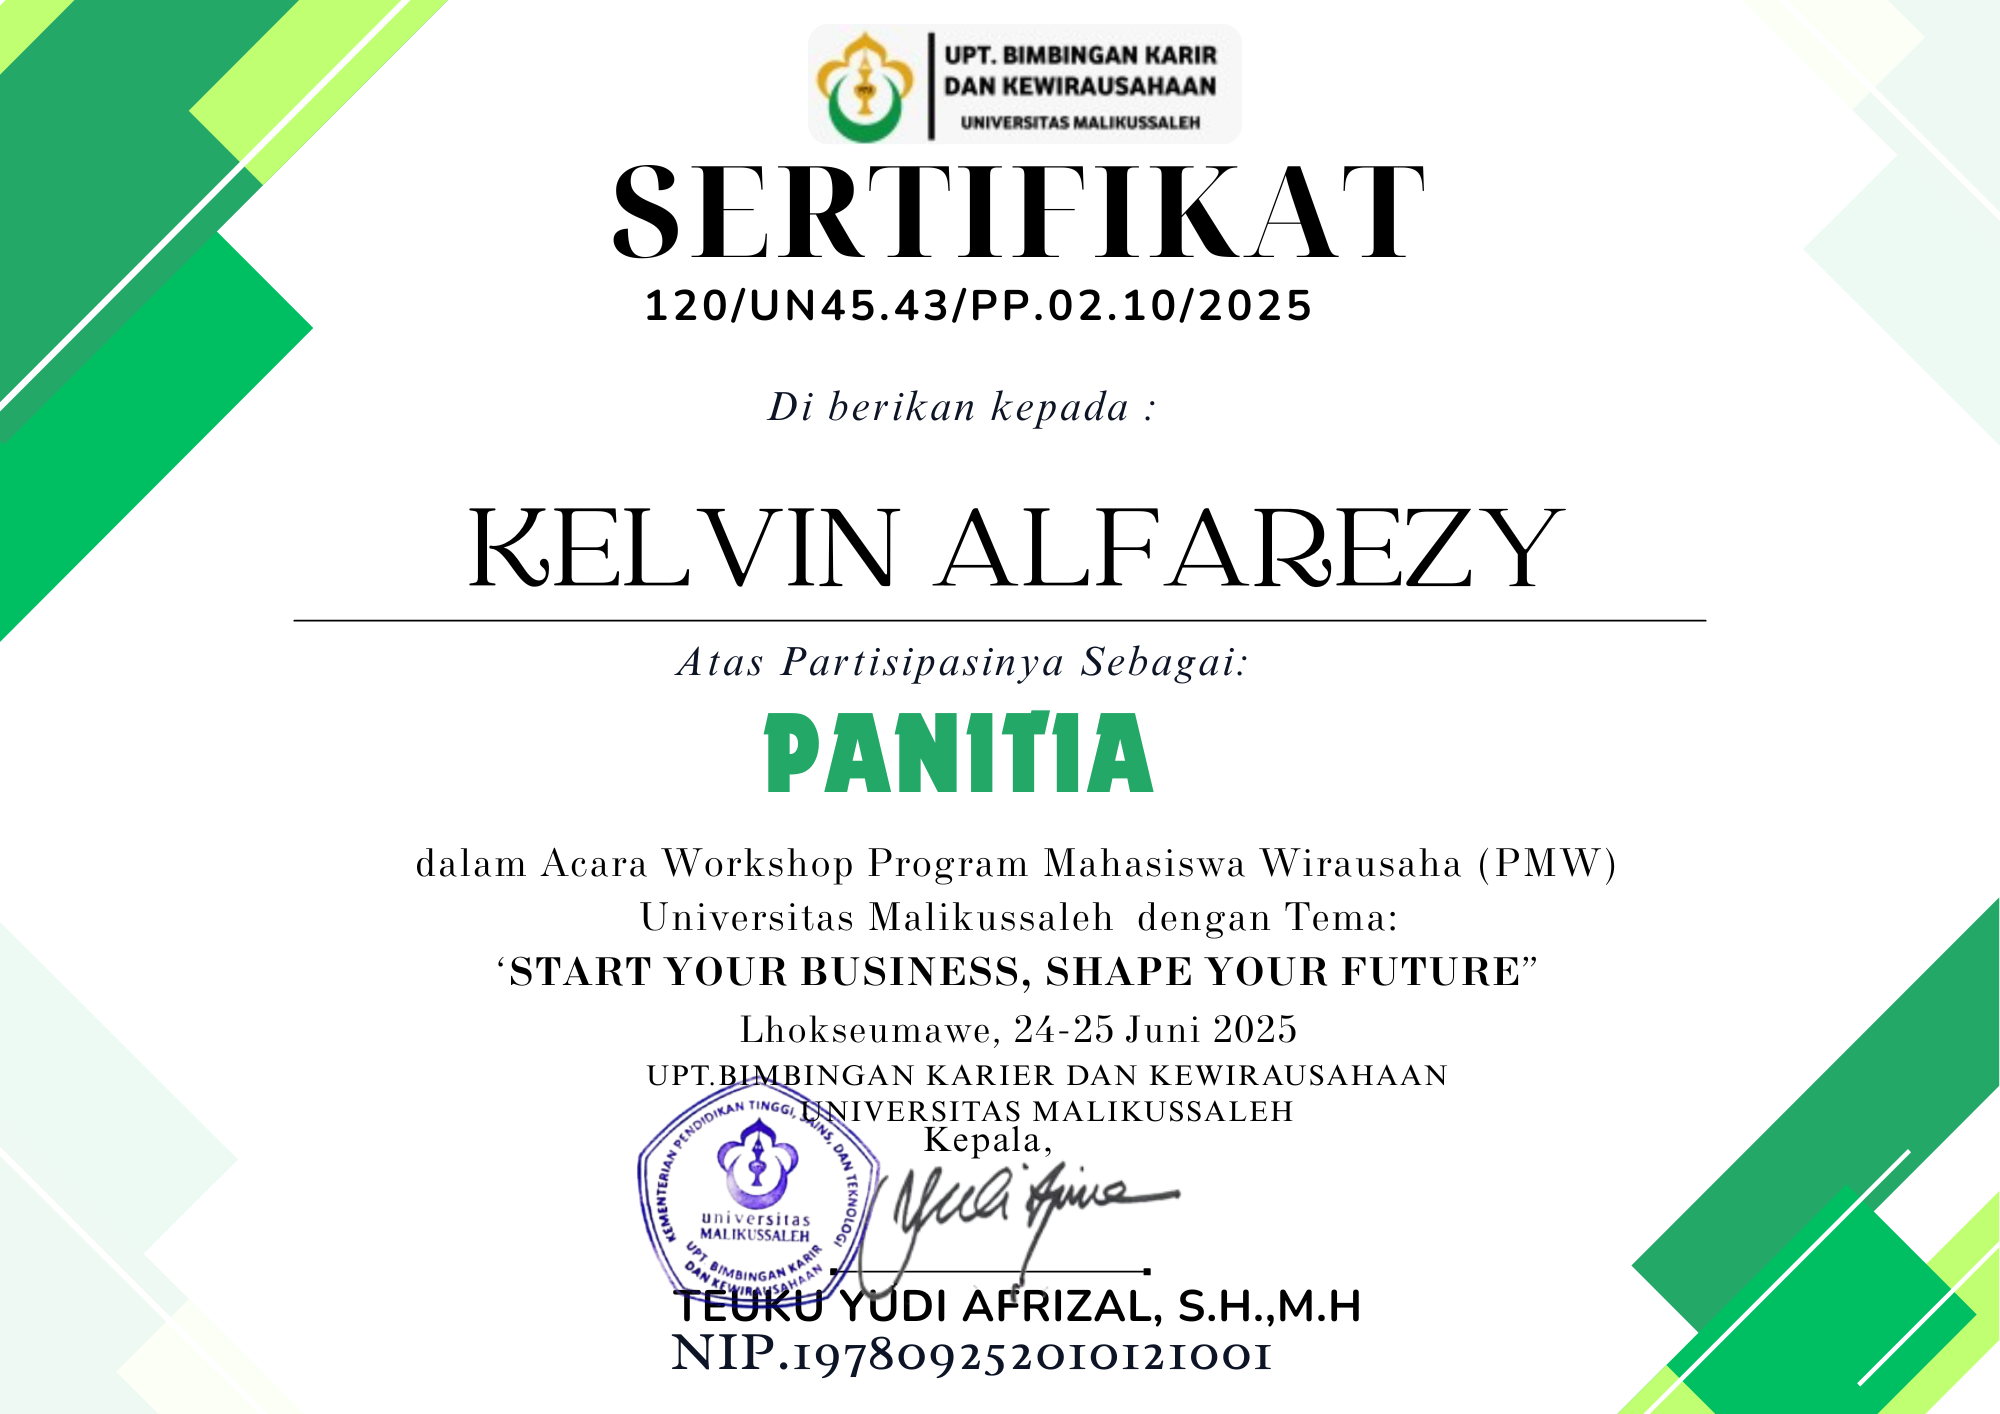 UPT. BIMBINGAN KARIR
DAN KEWIRAUSAHAAN
UNIVERSITAS MALIKUSSALEH
SERTIFIKAT
120/UN45.43/PP.02.10/2025
Di berikan kepada :
KELVIN ALFAREZY
Atas Partisipasinya Sebagai:
PANITIA
dalam Acara Workshop Program Mahasiswa Wirausaha (PMW)
Universitas Malikussaleh dengan Tema:
‘START YOUR BUSINESS, SHAPE YOUR FUTURE”
Lhokseumawe, 24-25 Juni 2025
UPT.BIMBINGAN KARIER DAN KEWIRAUSAHAAN
UNIVERSITAS MALIKUSSALEH
Kepala,
KEMENTERIAN PENDIDIKAN TINGGI, SAINS, DAN TEKNOLOGI
universitas
MALIKUSSALEH
UPT. BIMBINGAN KARIR
DAN KEWIRAUSAHAAN
TEUKU YUDI AFRIZAL, S.H.,M.H
NIP.197809252010121001